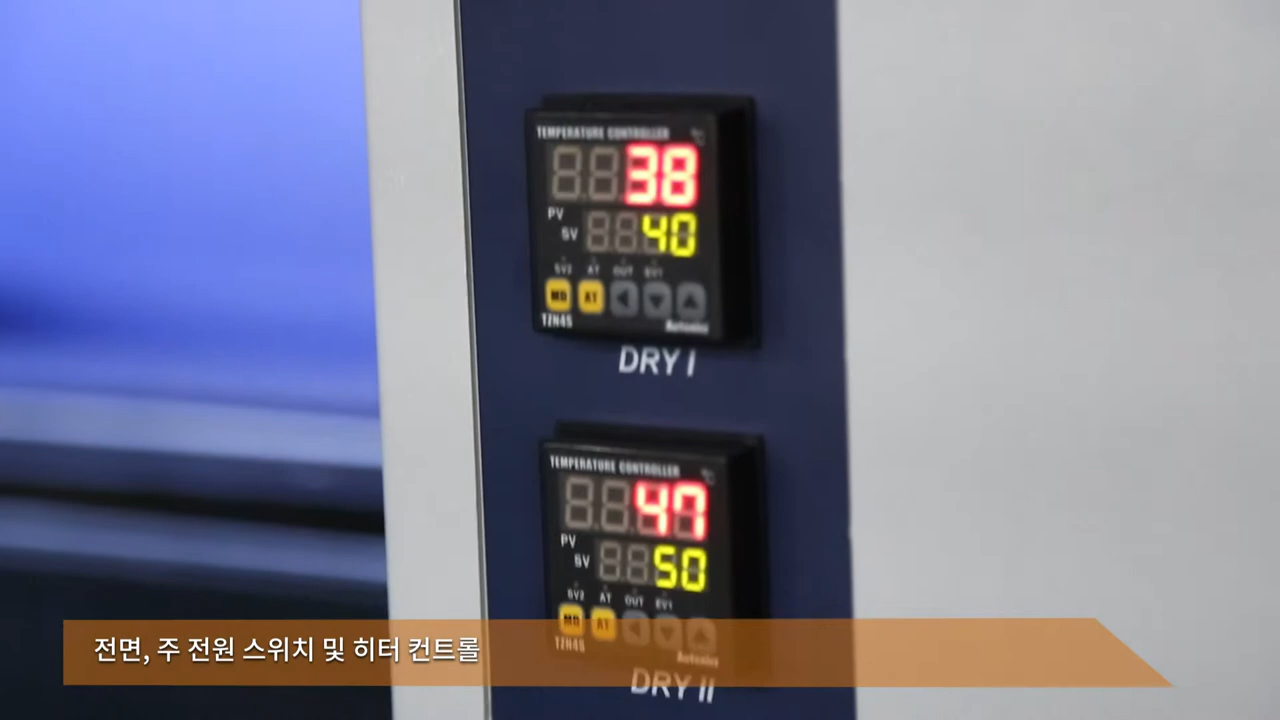 TEMPERATURE CONTROLLER
°C
38
PV
SV 40
SV2 AT OUT EV1
MD AT
TZN4S
Autonics
DRY I
TEMPERATURE CONTROLLER
°C
47
PV
SV 50
SV2 AT OUT EV1
MD AT
TZN4S
Autonics
전면, 주 전원 스위치 및 히터 컨트롤
DRY II